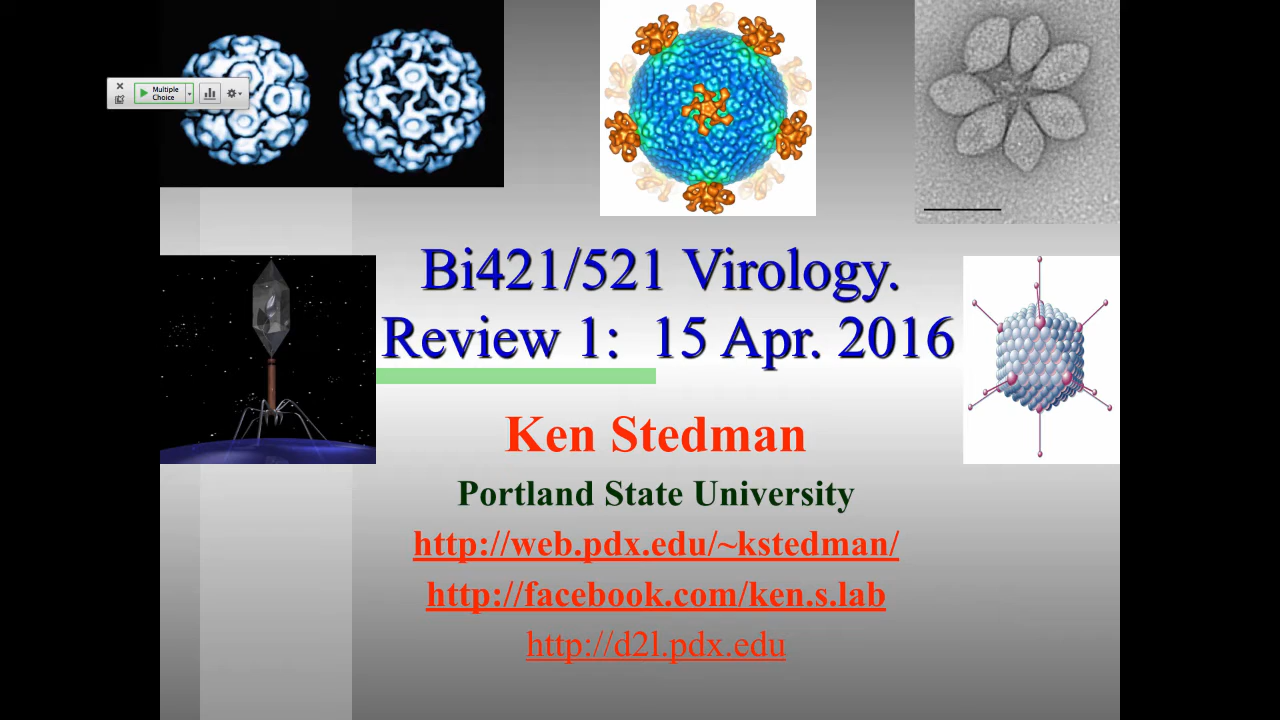 Multiple
Choice
Bi421/521 Virology.
Review 1: 15 Apr. 2016
Ken Stedman
Portland State University
http://web.pdx.edu/~kstedman/
http://facebook.com/ken.s.lab
http://d2l.pdx.edu